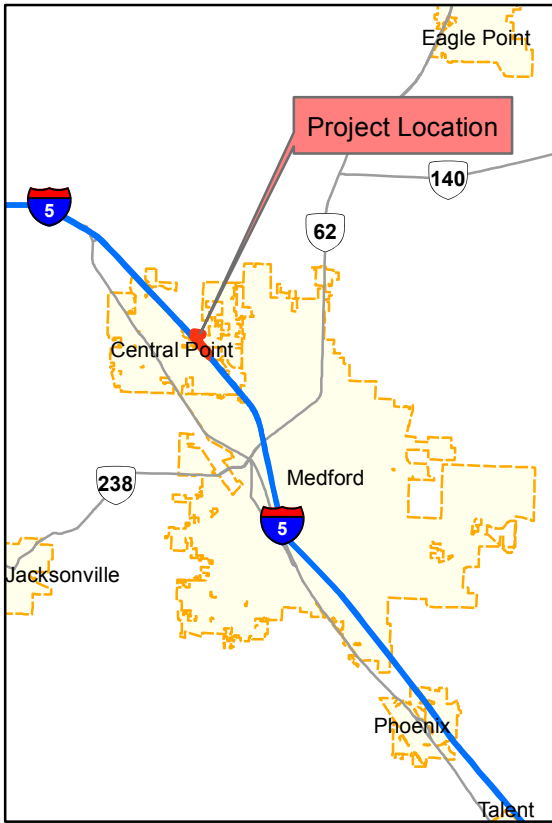 Eagle Point
Project Location
140
5
62
Central Point
Medford
238
5
Jacksonville
Phoenix
Talent